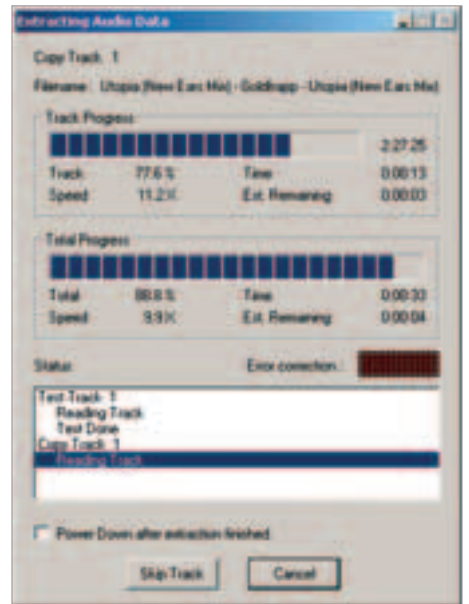 Extracting Audio Data
Copy Track 1
Filename: Utopia (New Ears Mix) - Goldfrapp - Utopia (New Ears Mix)
Track Progress
2:27:25
Track 77.6 % Time 0:00:13
Speed 11.2 X Est. Remaining 0:00:03
Total Progress
Total 88.8 % Time 0:00:33
Speed 9.9 X Est. Remaining 0:00:04
Status Error correction:
Test Track 1
Reading Track
Test Done
Copy Track 1
Reading Track
Power Down after extraction finished
Skip Track Cancel